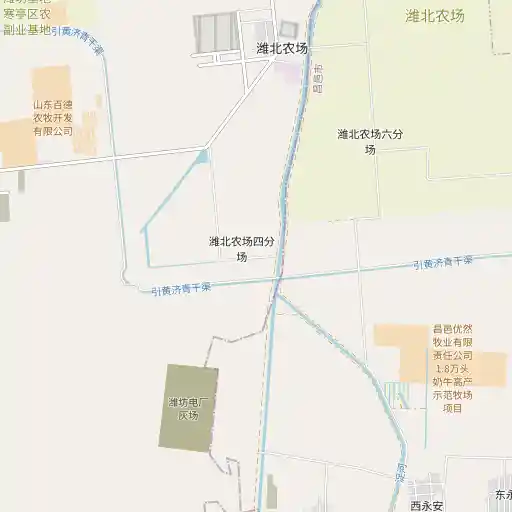 寒亭区农
副业基地
引黄济青干渠
潍北农场
潍北农场
昌邑市
山东百德
农牧开发
有限公司
潍北农场六分
场
潍北农场四分
场
引黄济青干渠
引黄济青干渠
昌邑优然
牧业有限
责任公司
1.8万头
奶牛高产
示范牧场
项目
潍坊电厂
灰场
西永安
东永